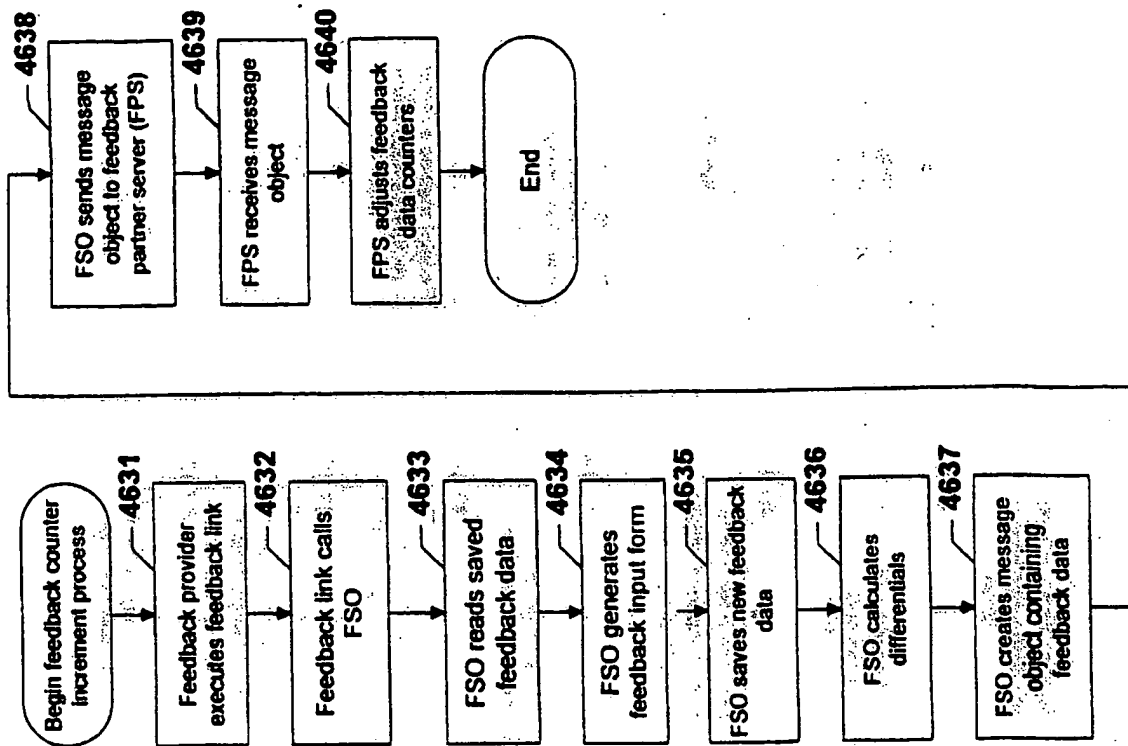 Begin feedback counter
increment process
4631
Feedback provider
executes feedback link
4632
Feedback link calls
FSO
4633
FSO reads saved
feedback data
4634
FSO generates
feedback input form
4635
FSO saves new feedback
data
4636
FSO calculates
differentials
4637
FSO creates message
object containing
feedback data
4638
FSO sends message
object to feedback
partner server (FPS)
4639
FPS receives message
object
4640
FPS adjusts feedback
data counters
End